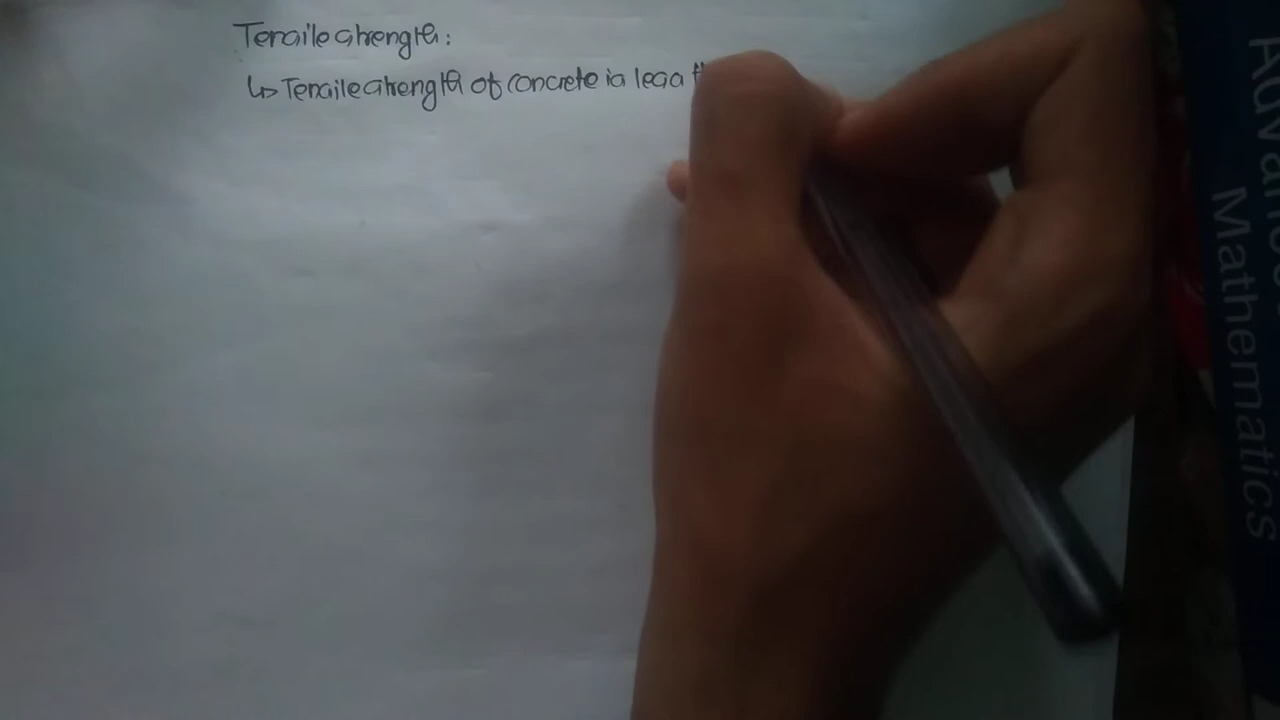 Tensile strength:
↳ Tensile strength of concrete is less
Mathematics